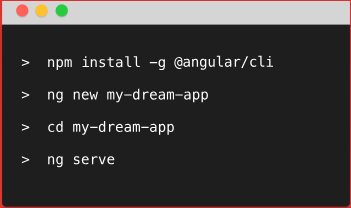 > npm install -g @angular/cli
> ng new my-dream-app
> cd my-dream-app
> ng serve